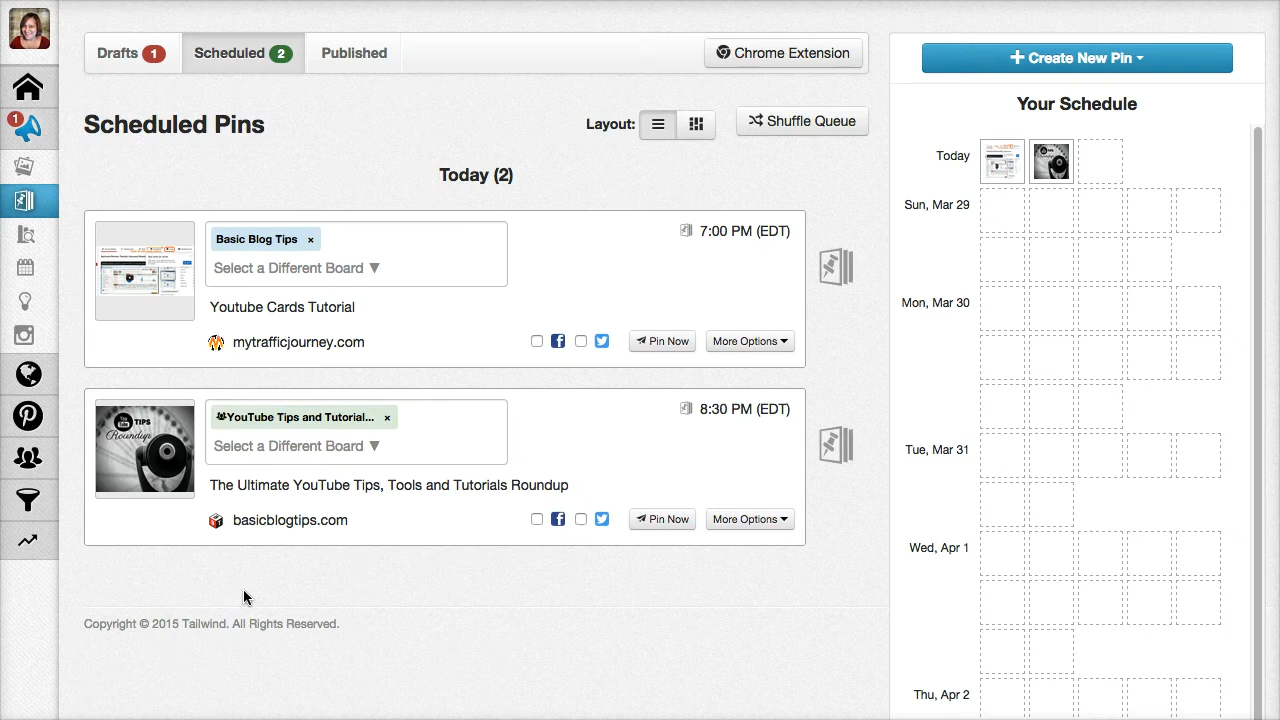 Drafts 1
Scheduled 2
Published
Chrome Extension
Create New Pin
Your Schedule
Scheduled Pins
Layout:
Shuffle Queue
1
Today (2)
Today
Sun, Mar 29
Mon, Mar 30
Tue, Mar 31
Wed, Apr 1
Thu, Apr 2
Basic Blog Tips ×
7:00 PM (EDT)
Select a Different Board ▼
Youtube Cards Tutorial
mytrafficjourney.com
Pin Now
More Options
YouTube Tips and Tutorial... ×
8:30 PM (EDT)
Select a Different Board ▼
TIPS
Roundup
The Ultimate YouTube Tips, Tools and Tutorials Roundup
basicblogtips.com
Pin Now
More Options
Copyright © 2015 Tailwind. All Rights Reserved.